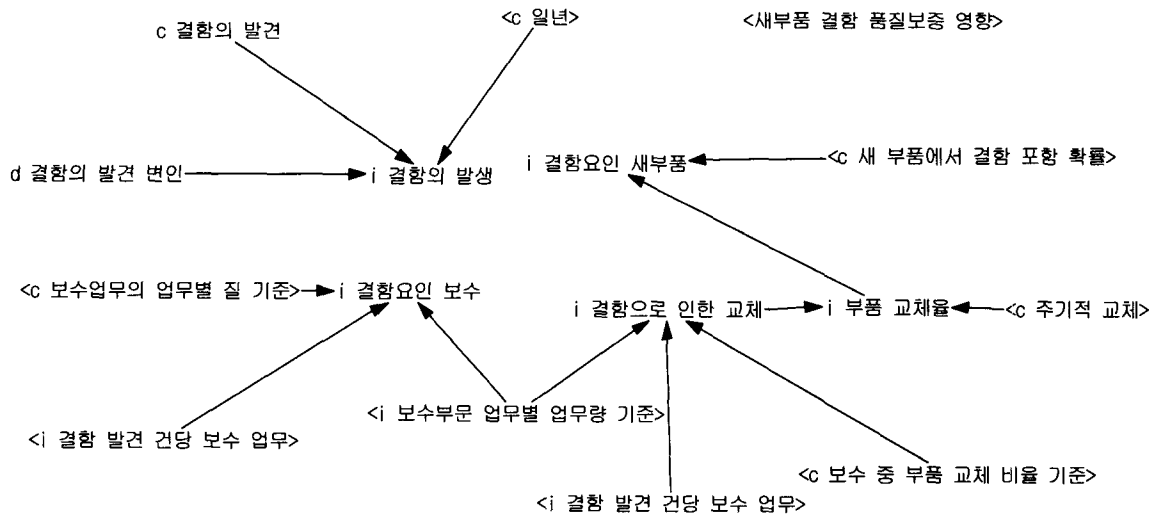 c 결함의 발견
<c 일년>
<새부품 결함 품질보증 영향>
d 결함의 발견 변인
i 결함의 발생
i 결함요인 새부품
<c 새 부품에서 결함 포함 확률>
<c 보수업무의 업무별 질 기준>
i 결함요인 보수
i 결함으로 인한 교체
i 부품 교체율
<c 주기적 교체>
<i 보수부문 업무별 업무량 기준>
<i 결함 발견 건당 보수 업무>
<c 보수 중 부품 교체 비율 기준>
<i 결함 발견 건당 보수 업무>